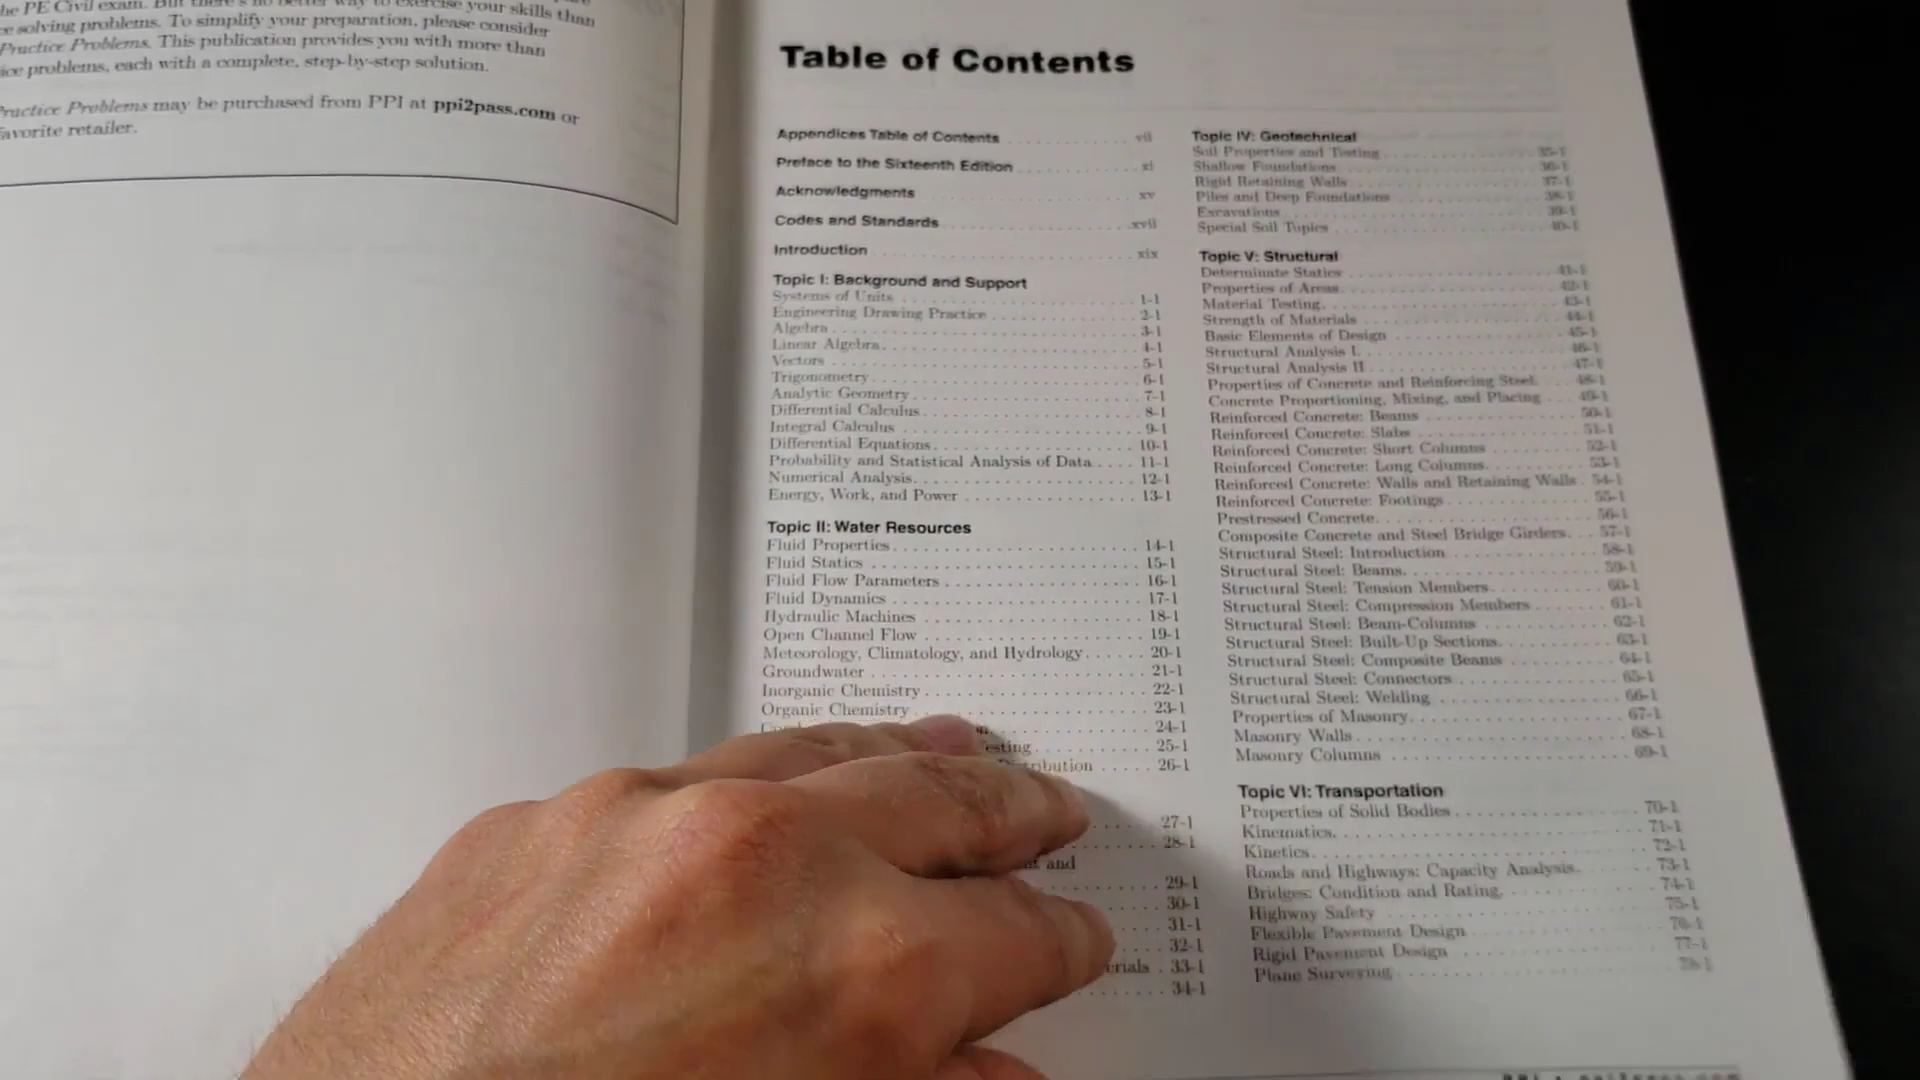 he PE Civil exam. But there's no better way to exercise your skills than
solving problems. To simplify your preparation, please consider
Practice Problems. This publication provides you with more than
ice problems, each with a complete, step-by-step solution.
Practice Problems may be purchased from PPI at ppi2pass.com or
avorite retailer.
Table of Contents
Appendices Table of Contents . . . . vii
Preface to the Sixteenth Edition . . . . xi
Acknowledgments . . . . xv
Codes and Standards . . . . xvii
Introduction . . . . xix
Topic I: Background and Support
Systems of Units . . . . 1-1
Engineering Drawing Practice . . . . 2-1
Algebra . . . . 3-1
Linear Algebra . . . . 4-1
Vectors . . . . 5-1
Trigonometry . . . . 6-1
Analytic Geometry . . . . 7-1
Differential Calculus . . . . 8-1
Integral Calculus . . . . 9-1
Differential Equations . . . . 10-1
Probability and Statistical Analysis of Data . . . . 11-1
Numerical Analysis . . . . 12-1
Energy, Work, and Power . . . . 13-1
Topic II: Water Resources
Fluid Properties . . . . 14-1
Fluid Statics . . . . 15-1
Fluid Flow Parameters . . . . 16-1
Fluid Dynamics . . . . 17-1
Hydraulic Machines . . . . 18-1
Open Channel Flow . . . . 19-1
Meteorology, Climatology, and Hydrology . . . . 20-1
Groundwater . . . . 21-1
Inorganic Chemistry . . . . 22-1
Organic Chemistry . . . . 23-1
24-1
esting . . . . 25-1
Distribution . . . . 26-1
27-1
28-1
and
29-1
30-1
31-1
32-1
erials . 33-1
34-1
Topic IV: Geotechnical
Soil Properties and Testing . . . . 35-1
Shallow Foundations . . . . 36-1
Rigid Retaining Walls . . . . 37-1
Piles and Deep Foundations . . . . 38-1
Excavations . . . . 39-1
Special Soil Topics . . . . 40-1
Topic V: Structural
Determinate Statics . . . . 41-1
Properties of Areas . . . . 42-1
Material Testing . . . . 43-1
Strength of Materials . . . . 44-1
Basic Elements of Design . . . . 45-1
Structural Analysis I . . . . 46-1
Structural Analysis II . . . . 47-1
Properties of Concrete and Reinforcing Steel . . . . 48-1
Concrete Proportioning, Mixing, and Placing . . . . 49-1
Reinforced Concrete: Beams . . . . 50-1
Reinforced Concrete: Slabs . . . . 51-1
Reinforced Concrete: Short Columns . . . . 52-1
Reinforced Concrete: Long Columns . . . . 53-1
Reinforced Concrete: Walls and Retaining Walls . 54-1
Reinforced Concrete: Footings . . . . 55-1
Prestressed Concrete . . . . 56-1
Composite Concrete and Steel Bridge Girders . . . 57-1
Structural Steel: Introduction . . . . 58-1
Structural Steel: Beams . . . . 59-1
Structural Steel: Tension Members . . . . 60-1
Structural Steel: Compression Members . . . . 61-1
Structural Steel: Beam-Columns . . . . 62-1
Structural Steel: Built-Up Sections . . . . 63-1
Structural Steel: Composite Beams . . . . 64-1
Structural Steel: Connectors . . . . 65-1
Structural Steel: Welding . . . . 66-1
Properties of Masonry . . . . 67-1
Masonry Walls . . . . 68-1
Masonry Columns . . . . 69-1
Topic VI: Transportation
Properties of Solid Bodies . . . . 70-1
Kinematics . . . . 71-1
Kinetics . . . . 72-1
Roads and Highways: Capacity Analysis . . . . 73-1
Bridges: Condition and Rating . . . . 74-1
Highway Safety . . . . 75-1
Flexible Pavement Design . . . . 76-1
Rigid Pavement Design . . . . 77-1
Plane Surveying . . . . 78-1